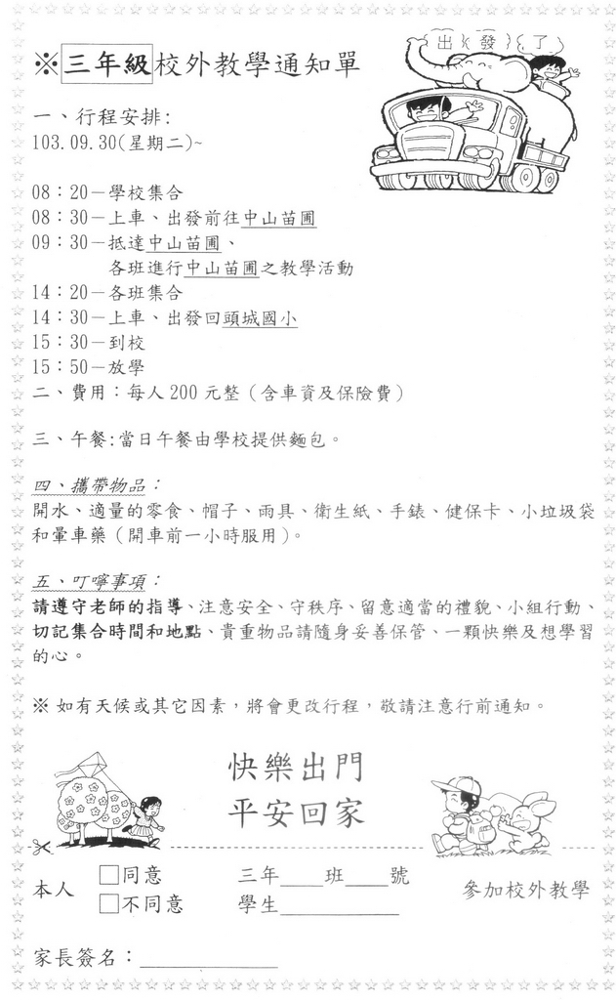 出發了
※三年級校外教學通知單
一、行程安排:
103.09.30(星期二)~
08：20－學校集合
08：30－上車、出發前往中山苗圃
09：30－抵達中山苗圃、
各班進行中山苗圃之教學活動
14：20－各班集合
14：30－上車、出發回頭城國小
15：30－到校
15：50－放學
二、費用：每人 200 元整（含車資及保險費）
三、午餐:當日午餐由學校提供麵包。
四、攜帶物品：
開水、適量的零食、帽子、雨具、衛生紙、手錶、健保卡、小垃圾袋
和暈車藥（開車前一小時服用）。
五、叮嚀事項：
請遵守老師的指導、注意安全、守秩序、留意適當的禮貌、小組行動、
切記集合時間和地點、貴重物品請隨身妥善保管、一顆快樂及想學習
的心。
※ 如有天候或其它因素，將會更改行程，敬請注意行前通知。
快樂出門
平安回家
本人 □同意 三年____班____號 參加校外教學
□不同意 學生___________
家長簽名：_____________